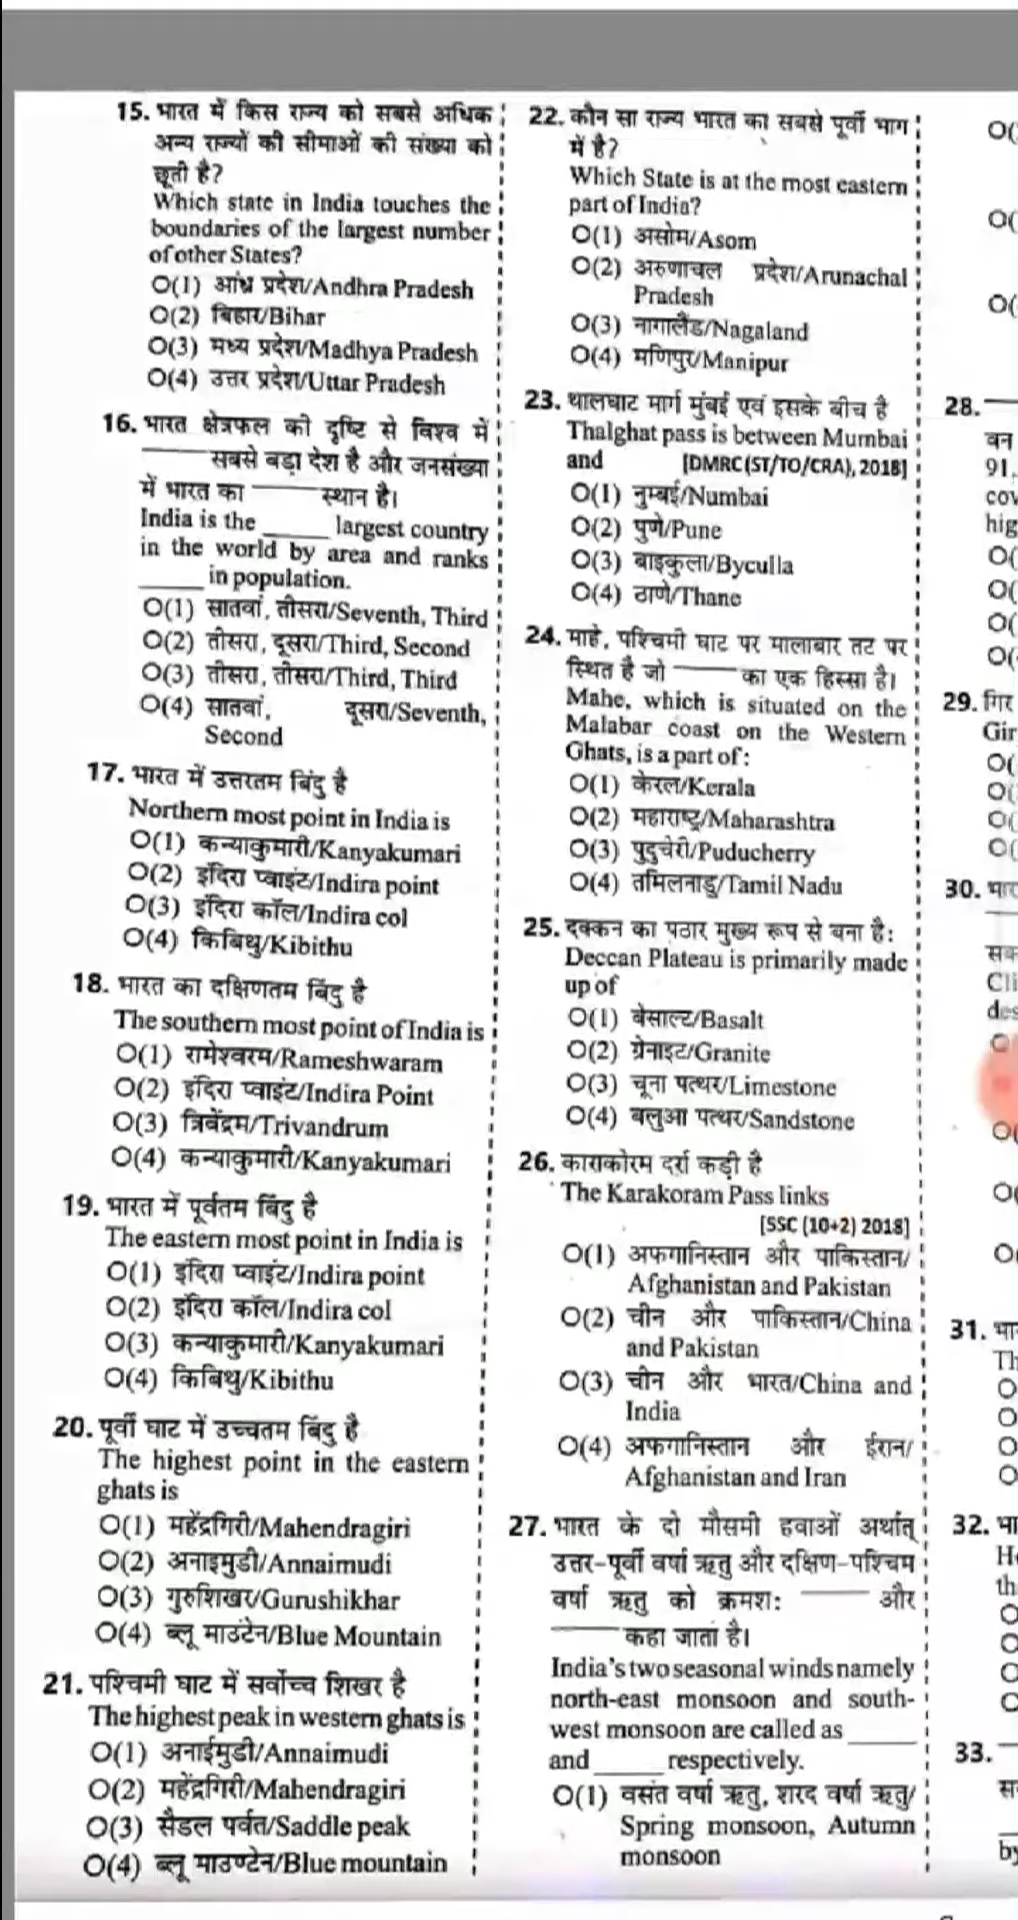 15. भारत में किस राज्य को सबसे अधिक
अन्य राज्यों की सीमाओं की संख्या को
छूती है?
Which state in India touches the
boundaries of the largest number
of other States?
O(1) आंध्र प्रदेश/Andhra Pradesh
O(2) बिहार/Bihar
O(3) मध्य प्रदेश/Madhya Pradesh
O(4) उत्तर प्रदेश/Uttar Pradesh
16. भारत क्षेत्रफल की दृष्टि से विश्व में
______ सबसे बड़ा देश है और जनसंख्या
में भारत का ______ स्थान है।
India is the ______ largest country
in the world by area and ranks
______ in population.
O(1) सातवां, तीसरा/Seventh, Third
O(2) तीसरा, दूसरा/Third, Second
O(3) तीसरा, तीसरा/Third, Third
O(4) सातवां, दूसरा/Seventh,
Second
17. भारत में उत्तरतम बिंदु है
Northern most point in India is
O(1) कन्याकुमारी/Kanyakumari
O(2) इंदिरा प्वाइंट/Indira point
O(3) इंदिरा कॉल/Indira col
O(4) किबिथु/Kibithu
18. भारत का दक्षिणतम बिंदु है
The southern most point of India is
O(1) रामेश्वरम/Rameshwaram
O(2) इंदिरा प्वाइंट/Indira Point
O(3) त्रिवेंद्रम/Trivandrum
O(4) कन्याकुमारी/Kanyakumari
19. भारत में पूर्वतम बिंदु है
The eastern most point in India is
O(1) इंदिरा प्वाइंट/Indira point
O(2) इंदिरा कॉल/Indira col
O(3) कन्याकुमारी/Kanyakumari
O(4) किबिथु/Kibithu
20. पूर्वी घाट में उच्चतम बिंदु है
The highest point in the eastern
ghats is
O(1) महेंद्रगिरी/Mahendragiri
O(2) अनाइमुडी/Annaimudi
O(3) गुरुशिखर/Gurushikhar
O(4) ब्लू माउंटेन/Blue Mountain
21. पश्चिमी घाट में सर्वोच्च शिखर है
The highest peak in western ghats is
O(1) अनाईमुडी/Annaimudi
O(2) महेंद्रगिरी/Mahendragiri
O(3) सैडल पर्वत/Saddle peak
O(4) ब्लू माउण्टेन/Blue mountain
22. कौन सा राज्य भारत का सबसे पूर्वी भाग
में है?
Which State is at the most eastern
part of India?
O(1) असोम/Asom
O(2) अरुणाचल प्रदेश/Arunachal
Pradesh
O(3) नागालैंड/Nagaland
O(4) मणिपुर/Manipur
23. थालघाट मार्ग मुंबई एवं इसके बीच है
Thalghat pass is between Mumbai
and [DMRC (ST/TO/CRA), 2018]
O(1) नुम्बई/Numbai
O(2) पुणे/Pune
O(3) बाइकुला/Byculla
O(4) ठाणे/Thane
24. माहे, पश्चिमी घाट पर मालाबार तट पर
स्थित है जो ______ का एक हिस्सा है।
Mahe, which is situated on the
Malabar coast on the Western
Ghats, is a part of:
O(1) केरल/Kerala
O(2) महाराष्ट्र/Maharashtra
O(3) पुदुचेरी/Puducherry
O(4) तमिलनाडु/Tamil Nadu
25. दक्कन का पठार मुख्य रूप से बना है:
Deccan Plateau is primarily made
up of
O(1) बेसाल्ट/Basalt
O(2) ग्रेनाइट/Granite
O(3) चूना पत्थर/Limestone
O(4) बलुआ पत्थर/Sandstone
26. काराकोरम दर्रा कड़ी है
The Karakoram Pass links
[SSC (10+2) 2018]
O(1) अफगानिस्तान और पाकिस्तान/
Afghanistan and Pakistan
O(2) चीन और पाकिस्तान/China
and Pakistan
O(3) चीन और भारत/China and
India
O(4) अफगानिस्तान और ईरान/
Afghanistan and Iran
27. भारत के दो मौसमी हवाओं अर्थात्
उत्तर-पूर्वी वर्षा ऋतु और दक्षिण-पश्चिम
वर्षा ऋतु को क्रमश: ______ और
______ कहा जाता है।
India's two seasonal winds namely
north-east monsoon and south-
west monsoon are called as ______
and ______ respectively.
O(1) वसंत वर्षा ऋतु, शरद वर्षा ऋतु/
Spring monsoon, Autumn
monsoon
28.
वन
91.
29. गिर
30.
31.
32.
33.